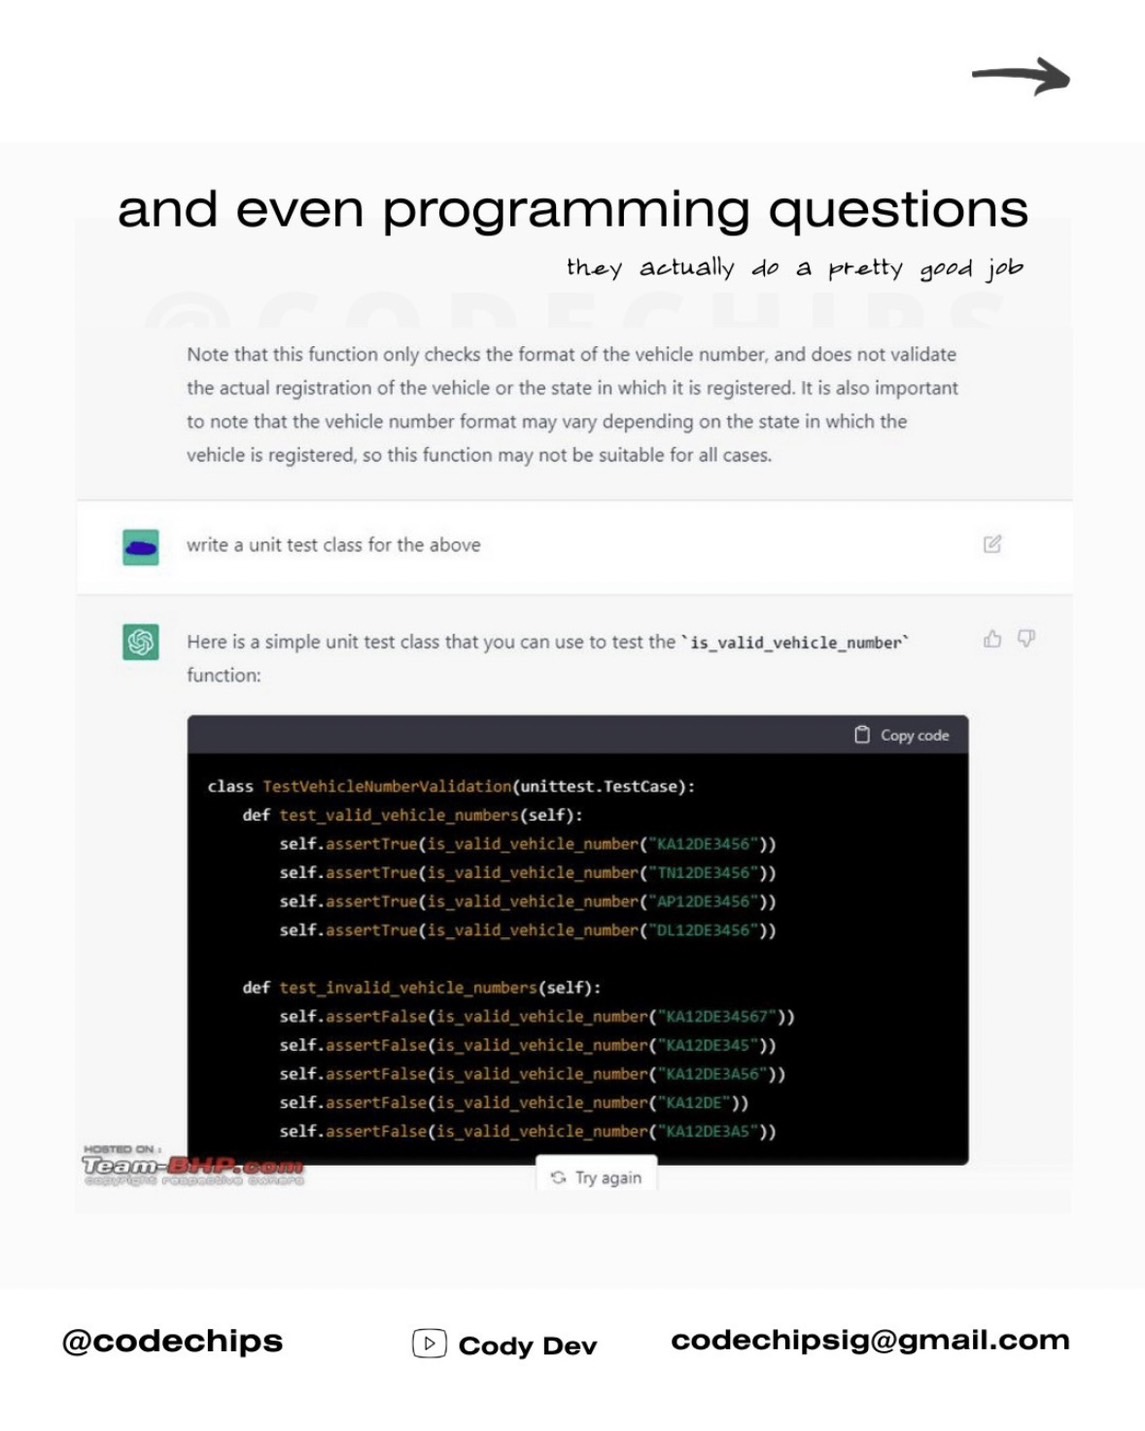 and even programming questions
they actually do a pretty good job
@CODECHIPS
Note that this function only checks the format of the vehicle number, and does not validate
the actual registration of the vehicle or the state in which it is registered. It is also important
to note that the vehicle number format may vary depending on the state in which the
vehicle is registered, so this function may not be suitable for all cases.
write a unit test class for the above
Here is a simple unit test class that you can use to test the `is_valid_vehicle_number`
function:
Copy code
class TestVehicleNumberValidation(unittest.TestCase):
    def test_valid_vehicle_numbers(self):
        self.assertTrue(is_valid_vehicle_number("KA12DE3456"))
        self.assertTrue(is_valid_vehicle_number("TN12DE3456"))
        self.assertTrue(is_valid_vehicle_number("AP12DE3456"))
        self.assertTrue(is_valid_vehicle_number("DL12DE3456"))
    def test_invalid_vehicle_numbers(self):
        self.assertFalse(is_valid_vehicle_number("KA12DE34567"))
        self.assertFalse(is_valid_vehicle_number("KA12DE345"))
        self.assertFalse(is_valid_vehicle_number("KA12DE3A56"))
        self.assertFalse(is_valid_vehicle_number("KA12DE"))
        self.assertFalse(is_valid_vehicle_number("KA12DE3A5"))
HOSTED ON :
Team-BHP.com
copyright respective owners
Try again
@codechips
Cody Dev
codechipsig@gmail.com